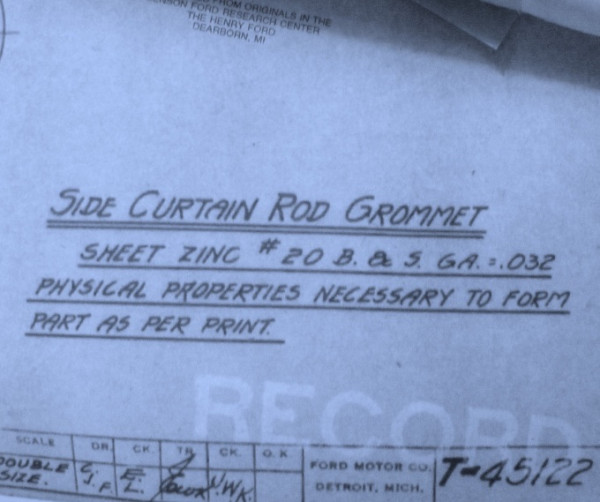 FROM ORIGINALS IN THE
FORD RESEARCH CENTER
THE HENRY FORD
DEARBORN, MI
SIDE CURTAIN ROD GROMMET
SHEET ZINC #20 B. & S. GA. = .032
PHYSICAL PROPERTIES NECESSARY TO FORM
PART AS PER PRINT.
RECORD
SCALE DR. CK. TR. CK. O.K.
DOUBLE SIZE. C.J.F. E.L. W.K.
FORD MOTOR CO.
DETROIT, MICH.
T-45122